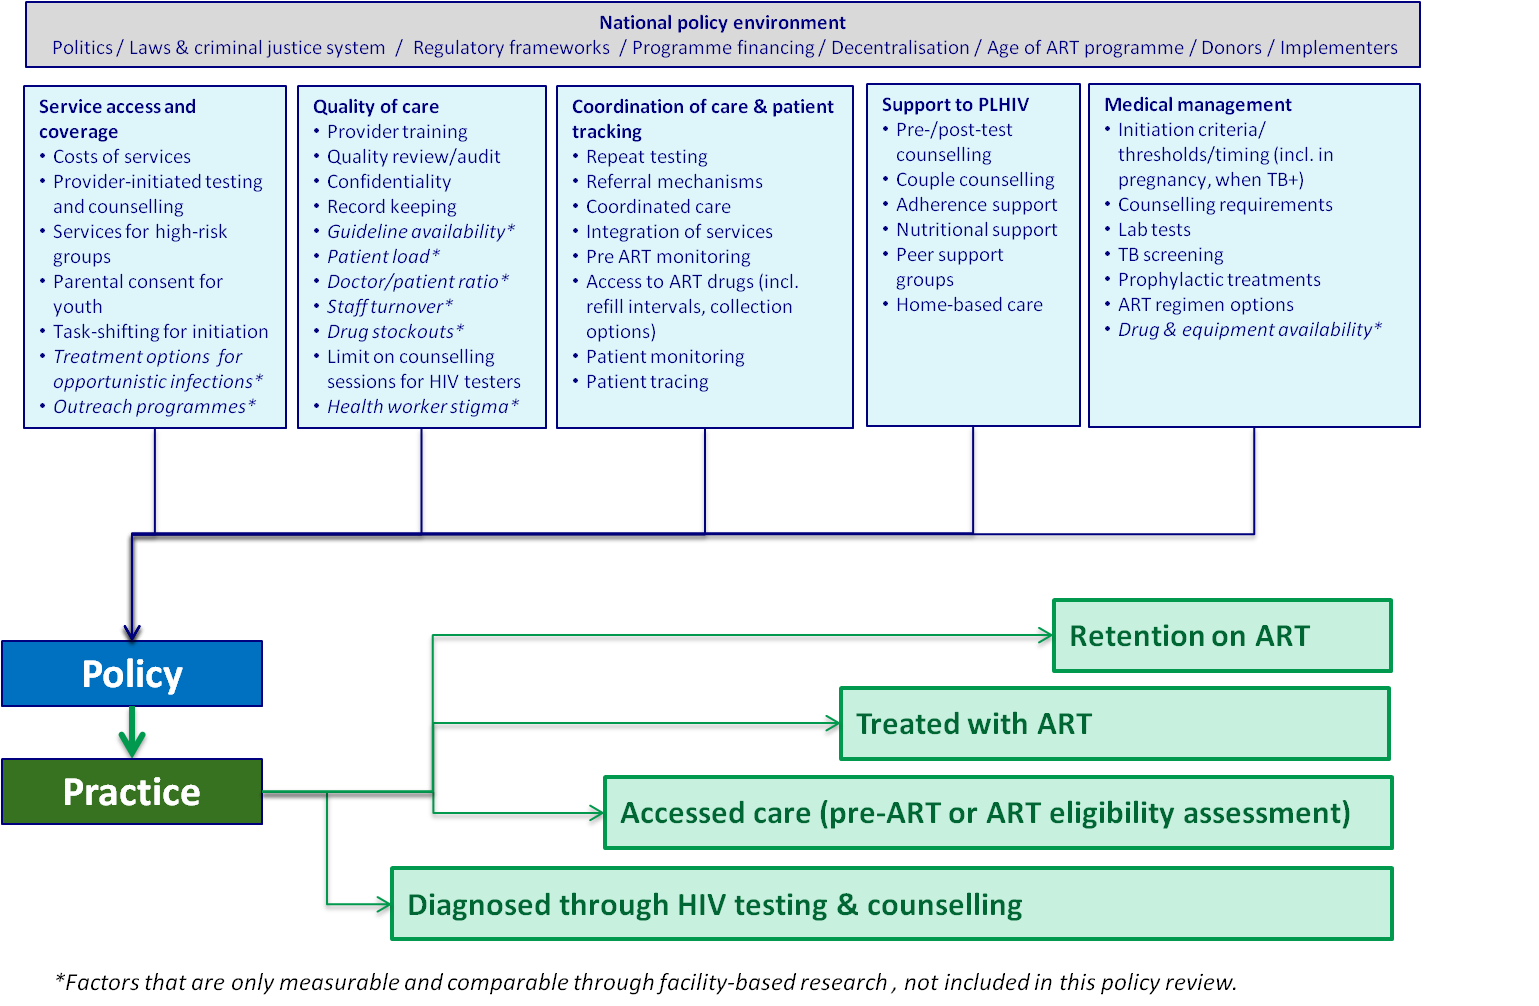 National policy environment
Politics / Laws & criminal justice system / Regulatory frameworks / Programme financing / Decentralisation / Age of ART programme / Donors / Implementers
Service access and
coverage
• Costs of services
• Provider-initiated testing
and counselling
• Services for high-risk
groups
• Parental consent for
youth
• Task-shifting for initiation
• Treatment options for
opportunistic infections*
• Outreach programmes*
Quality of care
• Provider training
• Quality review/audit
• Confidentiality
• Record keeping
• Guideline availability*
• Patient load*
• Doctor/patient ratio*
• Staff turnover*
• Drug stockouts*
• Limit on counselling
sessions for HIV testers
• Health worker stigma*
Coordination of care & patient
tracking
• Repeat testing
• Referral mechanisms
• Coordinated care
• Integration of services
• Pre ART monitoring
• Access to ART drugs (incl.
refill intervals, collection
options)
• Patient monitoring
• Patient tracing
Support to PLHIV
• Pre-/post-test
counselling
• Couple counselling
• Adherence support
• Nutritional support
• Peer support
groups
• Home-based care
Medical management
• Initiation criteria/
thresholds/timing (incl. in
pregnancy, when TB+)
• Counselling requirements
• Lab tests
• TB screening
• Prophylactic treatments
• ART regimen options
• Drug & equipment availability*
Policy
Practice
Retention on ART
Treated with ART
Accessed care (pre-ART or ART eligibility assessment)
Diagnosed through HIV testing & counselling
*Factors that are only measurable and comparable through facility-based research , not included in this policy review.